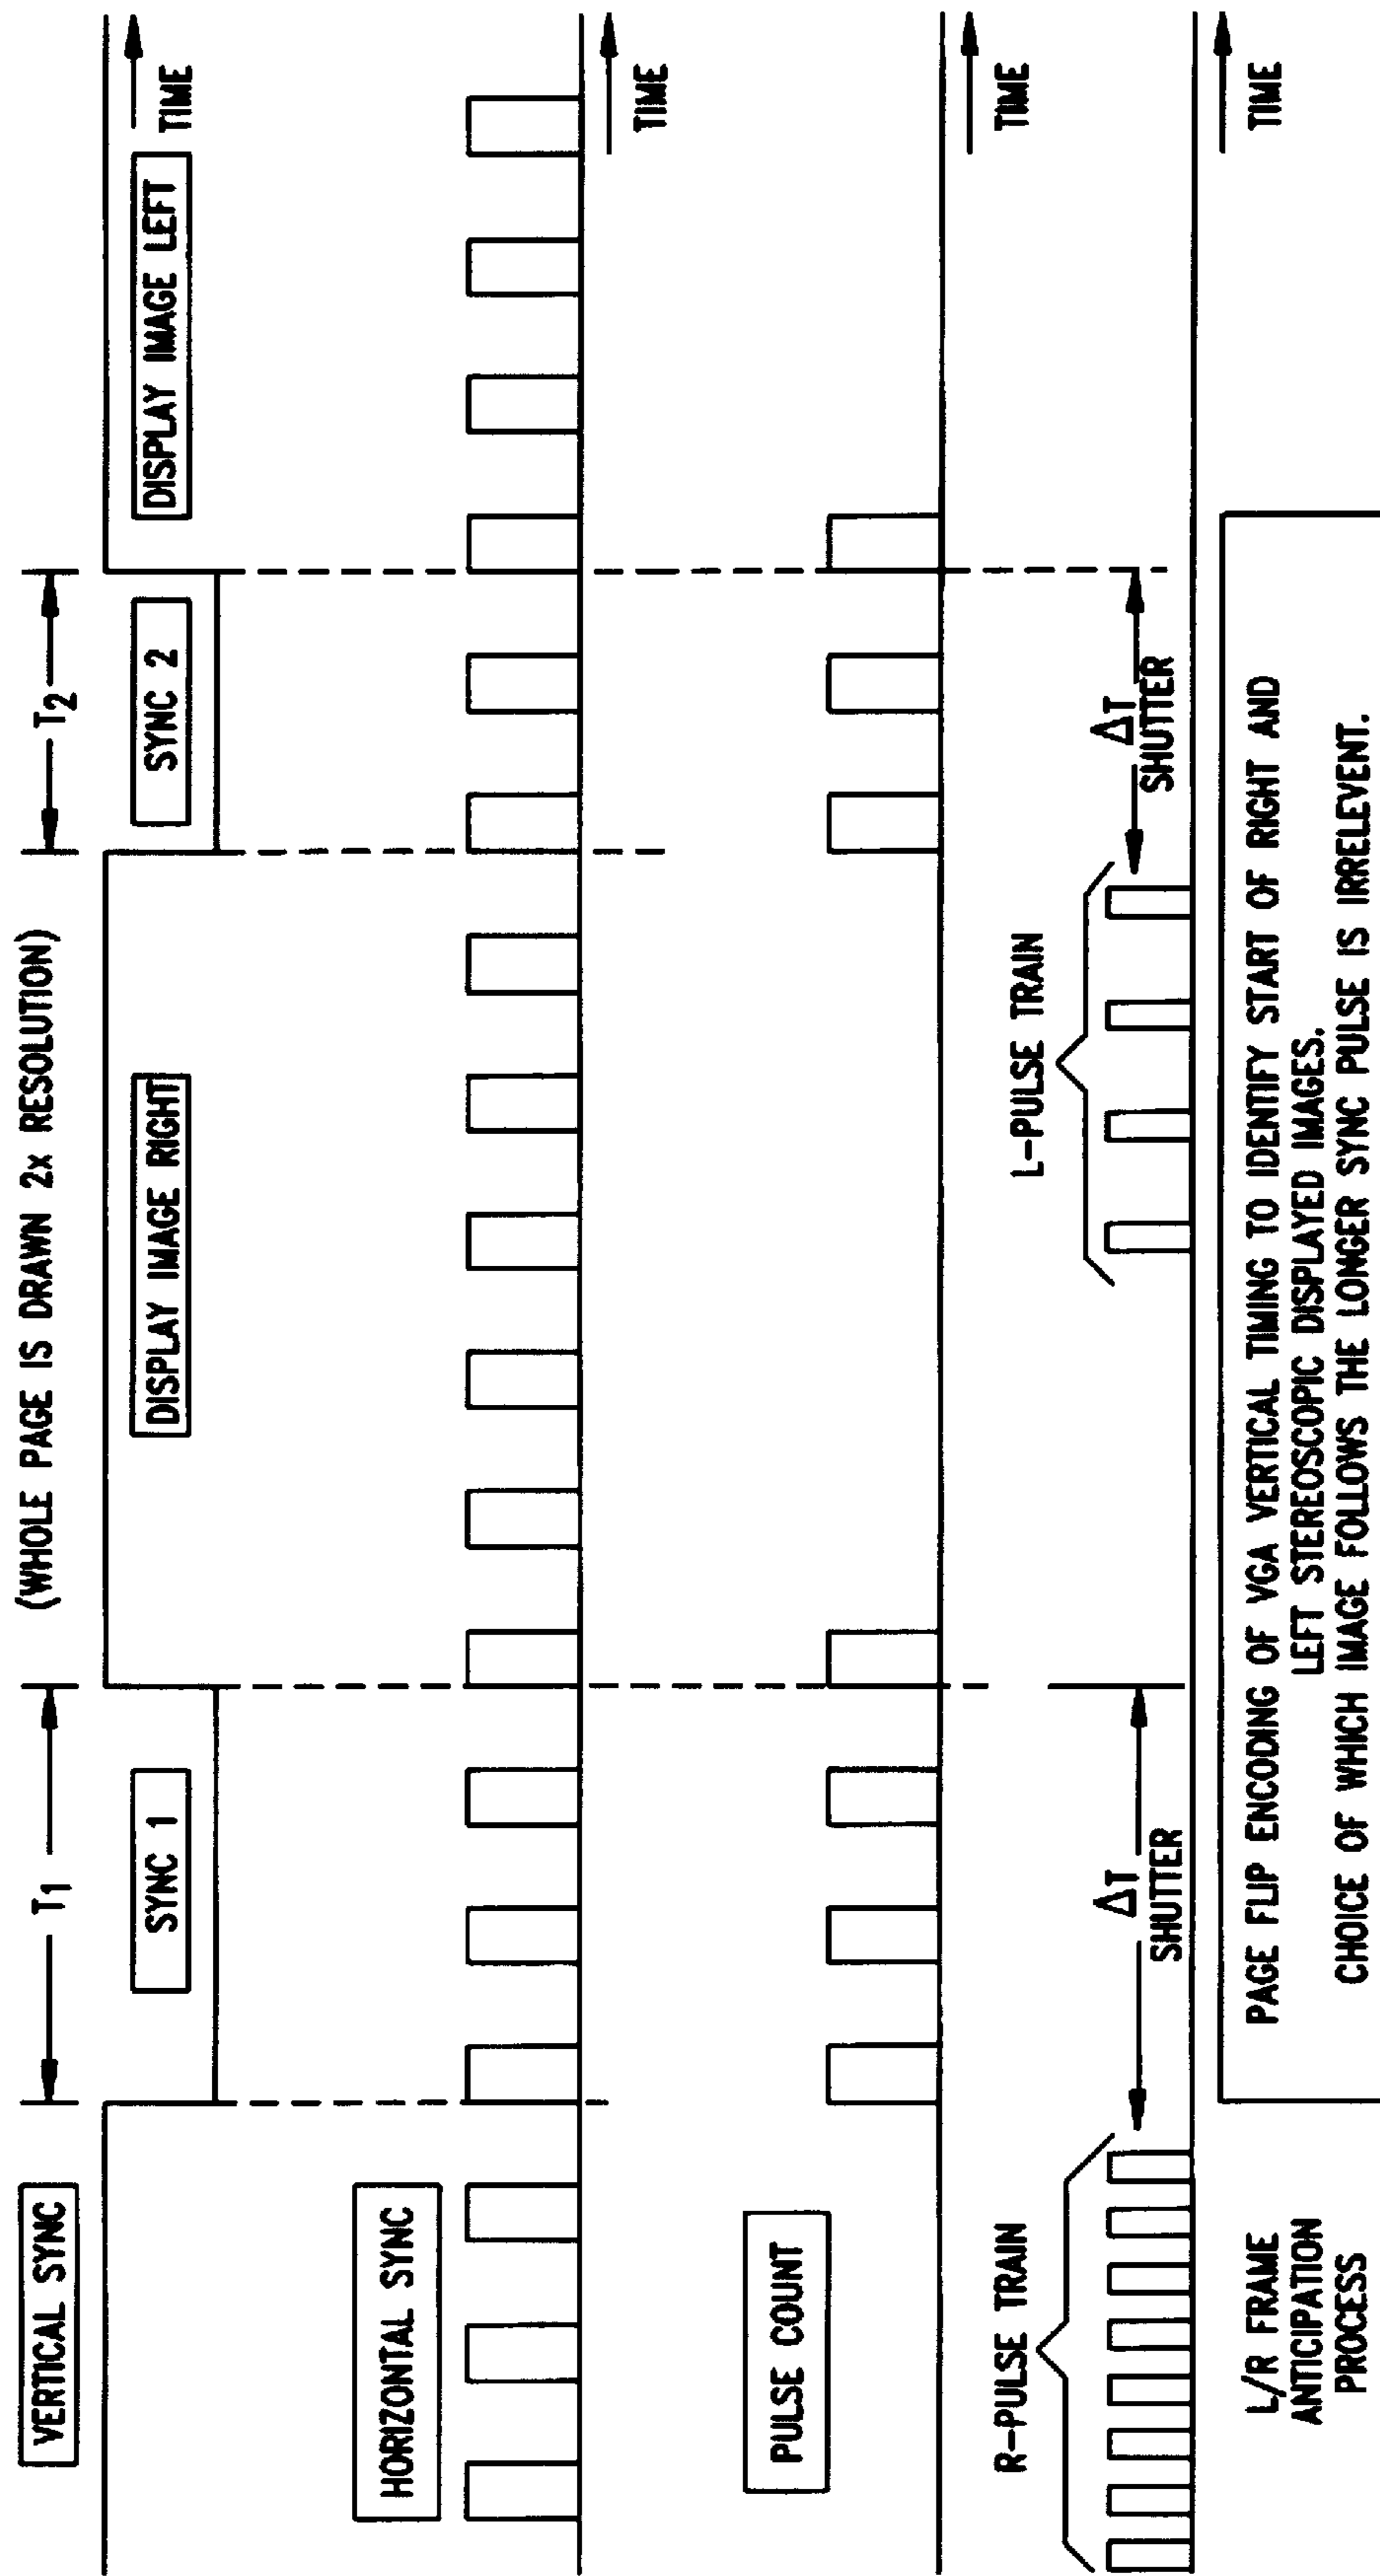 (WHOLE PAGE IS DRAWN 2x RESOLUTION)
VERTICAL SYNC
T1
T2
SYNC 1
DISPLAY IMAGE RIGHT
SYNC 2
DISPLAY IMAGE LEFT
TIME
HORIZONTAL SYNC
TIME
PULSE COUNT
TIME
R-PULSE TRAIN
L-PULSE TRAIN
ΔT
SHUTTER
ΔT
SHUTTER
TIME
L/R FRAME
ANTICIPATION
PROCESS
PAGE FLIP ENCODING OF VGA VERTICAL TIMING TO IDENTIFY START OF RIGHT AND
LEFT STEREOSCOPIC DISPLAYED IMAGES.
CHOICE OF WHICH IMAGE FOLLOWS THE LONGER SYNC PULSE IS IRRELEVENT.